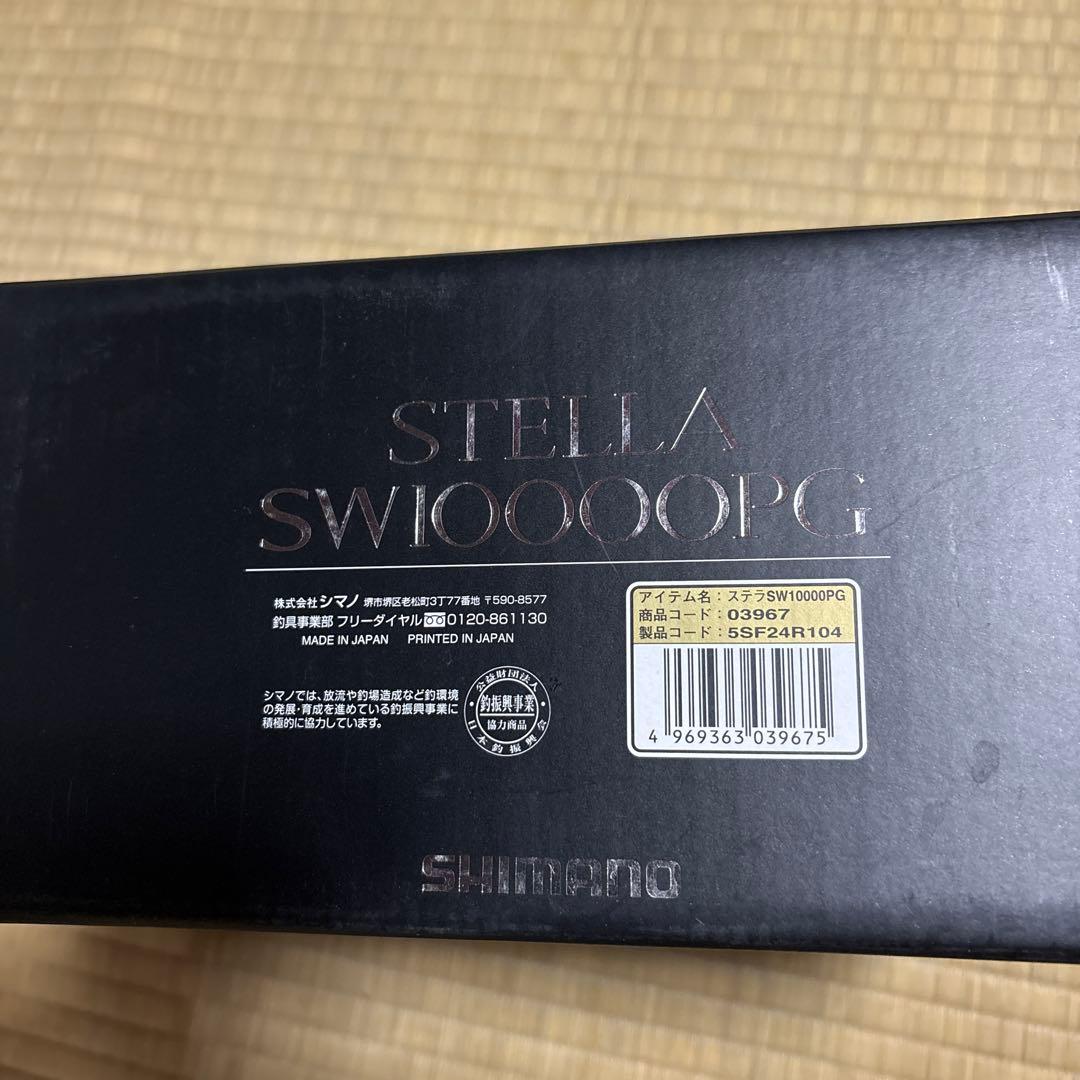 STELLA
SW10000PG
株式会社シマノ 堺市堺区老松町3丁77番地 〒590-8577
釣具事業部 フリーダイヤル 0120-861130
MADE IN JAPAN PRINTED IN JAPAN
シマノでは、放流や釣場造成など釣環境
の発展・育成を進めている釣振興事業に
積極的に協力しています。
公益財団法人
釣振興事業
協力商品
日本釣振興会
アイテム名：ステラSW10000PG
商品コード：03967
製品コード：5SF24R104
4 969363 039675
SHIMANO